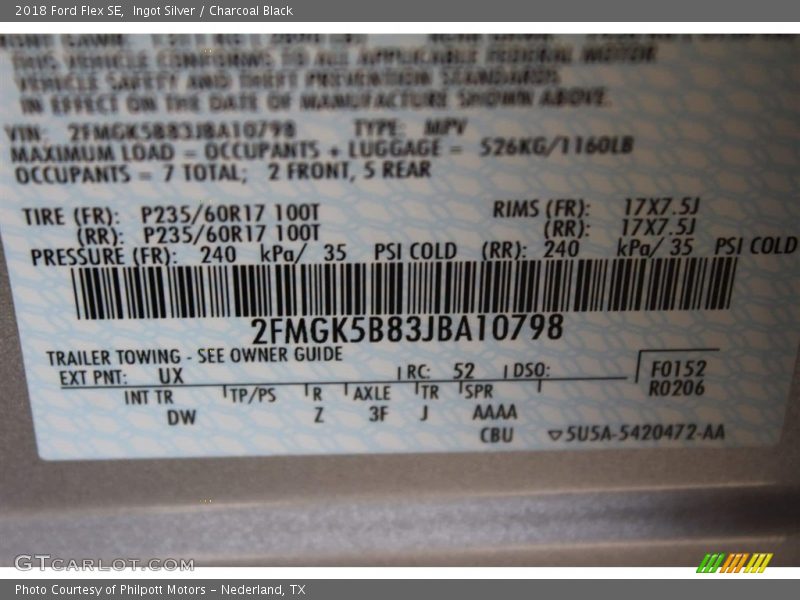 2018 Ford Flex SE,  Ingot Silver / Charcoal Black
THIS VEHICLE CONFORMS TO ALL APPLICABLE FEDERAL MOTOR
VEHICLE SAFETY AND THEFT PREVENTION STANDARDS
IN EFFECT ON THE DATE OF MANUFACTURE SHOWN ABOVE.
VIN: 2FMGK5B83JBA10798 TYPE: MPV
MAXIMUM LOAD = OCCUPANTS + LUGGAGE = 526KG/1160LB
OCCUPANTS = 7 TOTAL; 2 FRONT, 5 REAR
TIRE (FR): P235/60R17 100T RIMS (FR): 17X7.5J
(RR): P235/60R17 100T (RR): 17X7.5J
PRESSURE (FR): 240 kPa/ 35 PSI COLD (RR): 240 kPa/ 35 PSI COLD
2FMGK5B83JBA10798
TRAILER TOWING - SEE OWNER GUIDE
EXT PNT: UX RC: 52 DSO: F0152
R0206
INT TR TP/PS R AXLE TR SPR
DW Z 3F J AAAA
CBU 5U5A-5420472-AA
GTCARLOT.COM
Photo Courtesy of Philpott Motors – Nederland, TX